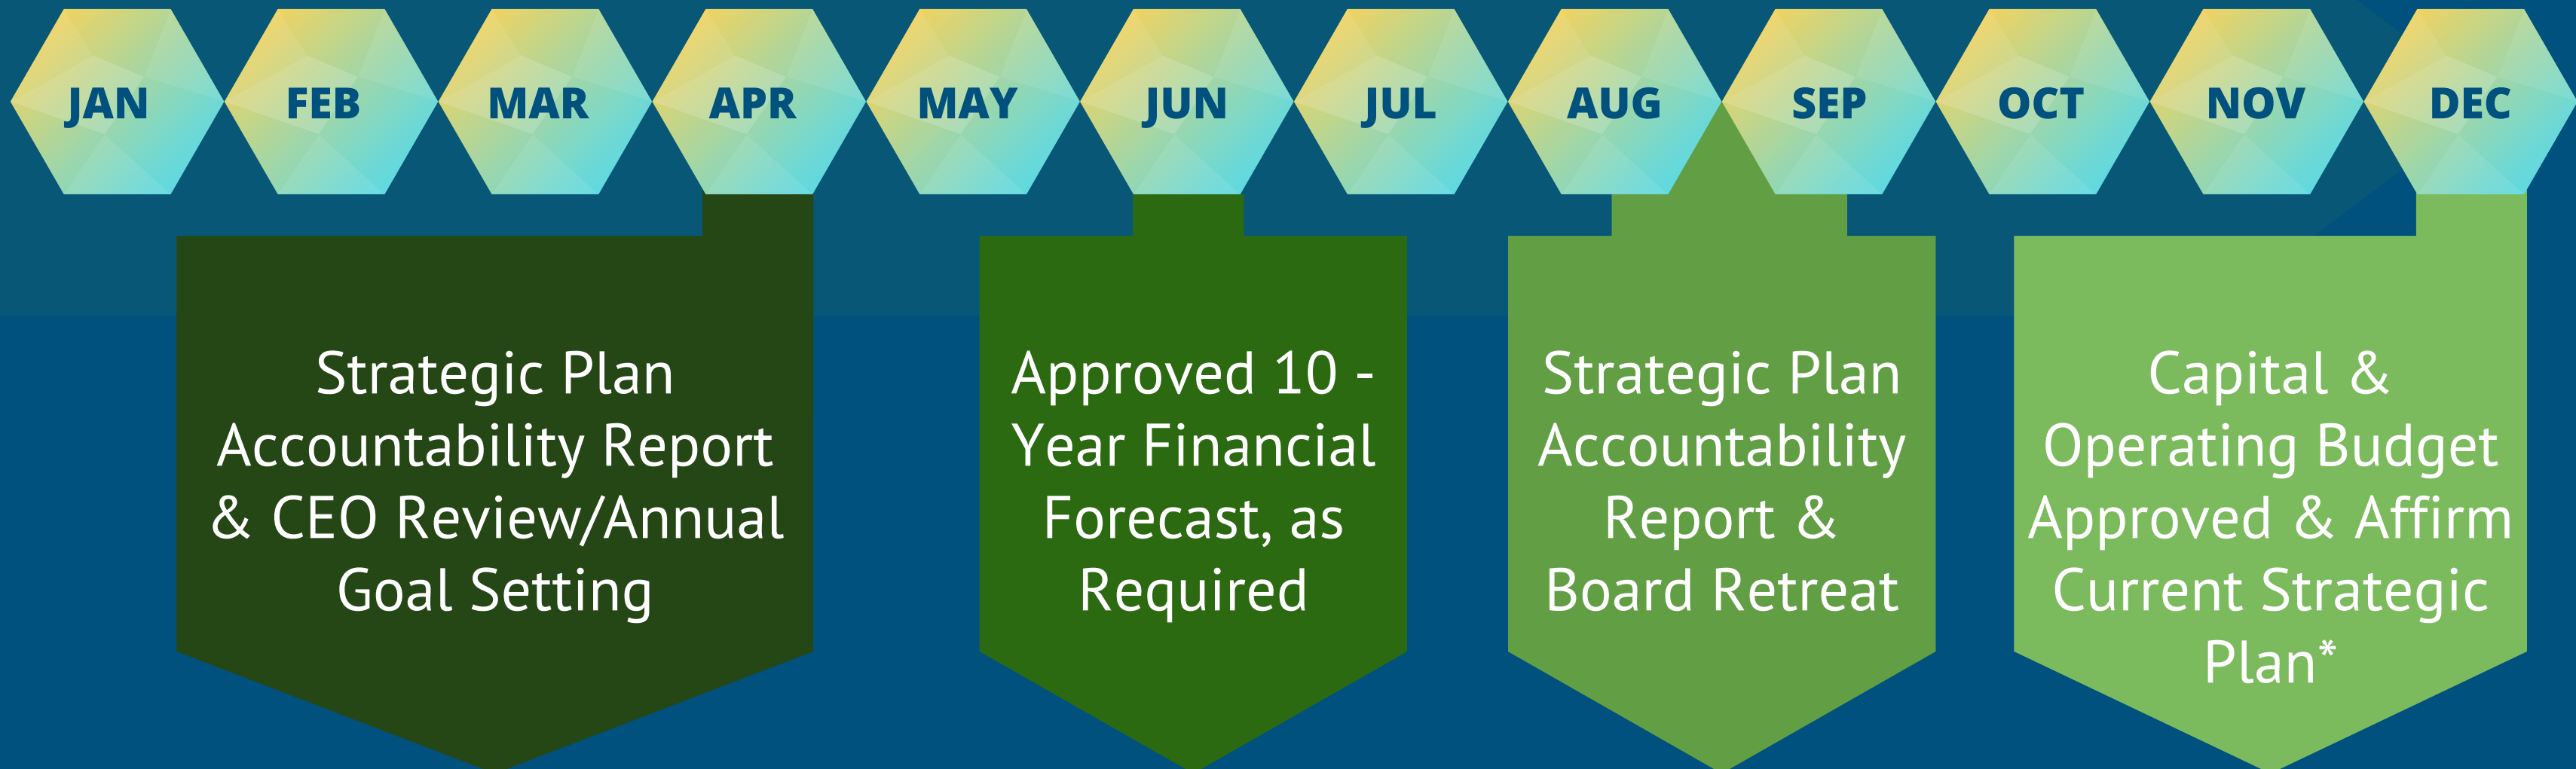 JAN FEB MAR APR MAY JUN JUL AUG SEP OCT NOV DEC
Strategic Plan
Accountability Report
& CEO Review/Annual
Goal Setting
Approved 10 -
Year Financial
Forecast, as
Required
Strategic Plan
Accountability
Report &
Board Retreat
Capital &
Operating Budget
Approved & Affirm
Current Strategic
Plan*